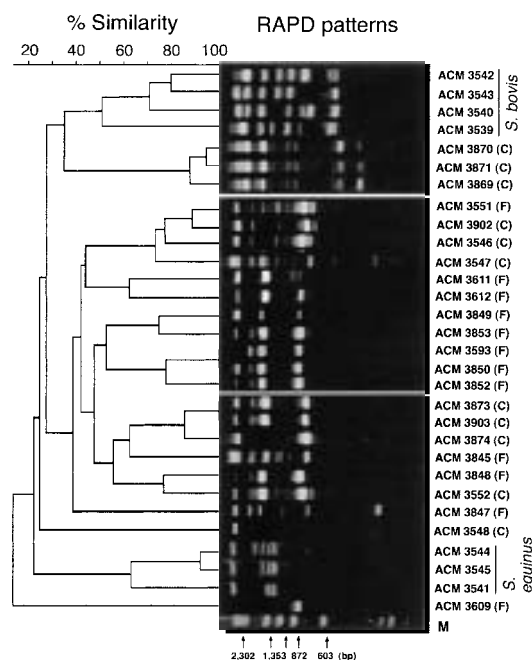 % Similarity RAPD patterns
20 40 60 80 100
ACM 3542
ACM 3543
ACM 3540
ACM 3539
S. bovis
ACM 3870 (C)
ACM 3871 (C)
ACM 3869 (C)
ACM 3551 (F)
ACM 3902 (C)
ACM 3546 (C)
ACM 3547 (C)
ACM 3611 (F)
ACM 3612 (F)
ACM 3849 (F)
ACM 3853 (F)
ACM 3593 (F)
ACM 3850 (F)
ACM 3852 (F)
ACM 3873 (C)
ACM 3903 (C)
ACM 3874 (C)
ACM 3845 (F)
ACM 3848 (F)
ACM 3552 (C)
ACM 3847 (F)
ACM 3548 (C)
ACM 3544
ACM 3545
ACM 3541
S. equinus
ACM 3609 (F)
M
2,302 1,353 872 603 (bp)